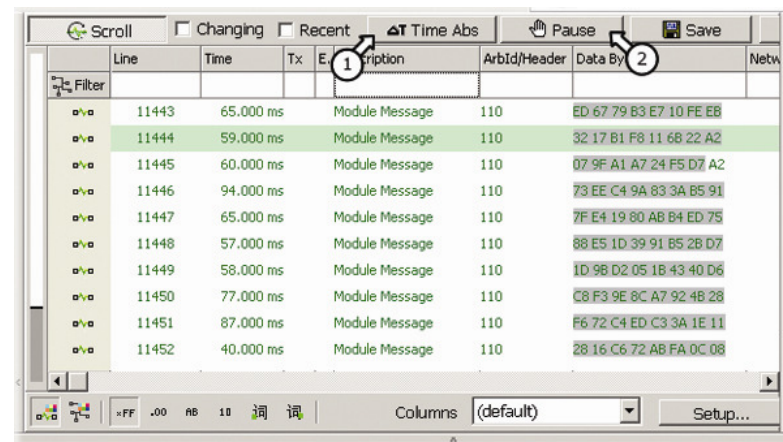 Scroll Changing Recent ΔT Time Abs Pause Save
1 2
Line Time Tx E. ription ArbId/Header Data By Netw
Filter
11443 65.000 ms Module Message 110 ED 67 79 B3 E7 10 FE EB
11444 59.000 ms Module Message 110 32 17 B1 F8 11 6B 22 A2
11445 60.000 ms Module Message 110 07 9F A1 A7 24 F5 D7 A2
11446 94.000 ms Module Message 110 73 EE C4 9A 83 3A B5 91
11447 65.000 ms Module Message 110 7F E4 19 80 AB B4 ED 75
11448 57.000 ms Module Message 110 88 E5 1D 39 91 B5 2B D7
11449 58.000 ms Module Message 110 1D 9B D2 05 1B 43 40 D6
11450 77.000 ms Module Message 110 C8 F3 9E 8C A7 92 4B 28
11451 87.000 ms Module Message 110 F6 72 C4 ED C3 3A 1E 11
11452 40.000 ms Module Message 110 28 16 C6 72 AB FA 0C 08
×FF .00 AB 10 词 词 Columns (default) Setup...